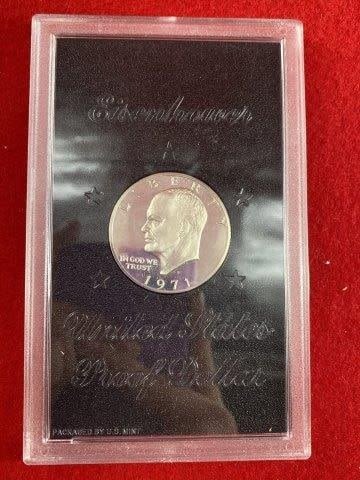 Eisenhower
LIBERTY
IN GOD WE
TRUST
1971
United States
Proof Dollar
PACKAGED BY U.S. MINT